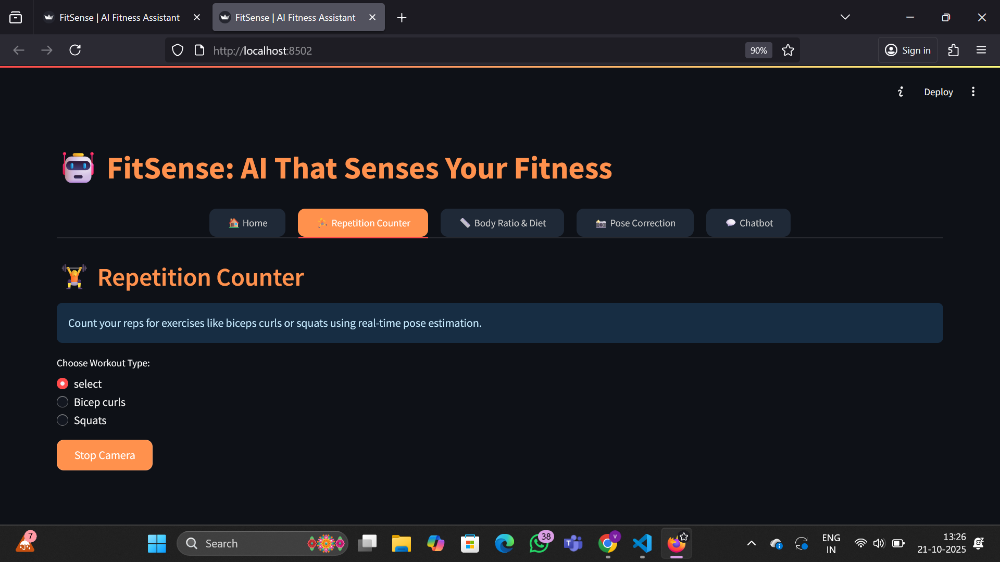 FitSense | AI Fitness Assistant
FitSense | AI Fitness Assistant
http://localhost:8502
90%
Sign in
Deploy
FitSense: AI That Senses Your Fitness
Home
Repetition Counter
Body Ratio & Diet
Pose Correction
Chatbot
Repetition Counter
Count your reps for exercises like biceps curls or squats using real-time pose estimation.
Choose Workout Type:
select
Bicep curls
Squats
Stop Camera
7
Search
38
V
ENG
IN
13:26
21-10-2025